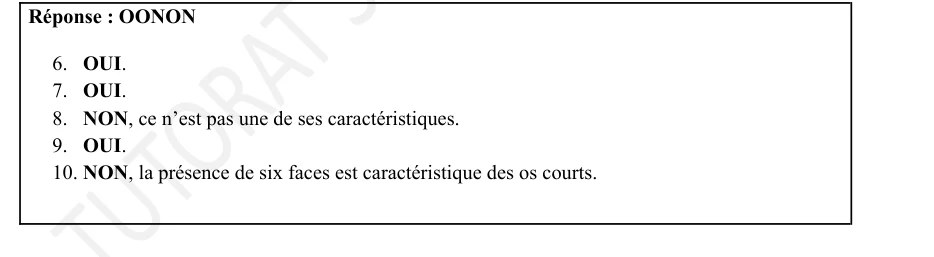 Réponse : OONON
6. OUI.
7. OUI.
8. NON, ce n'est pas une de ses caractéristiques.
9. OUI.
10. NON, la présence de six faces est caractéristique des os courts.
TUTORAT